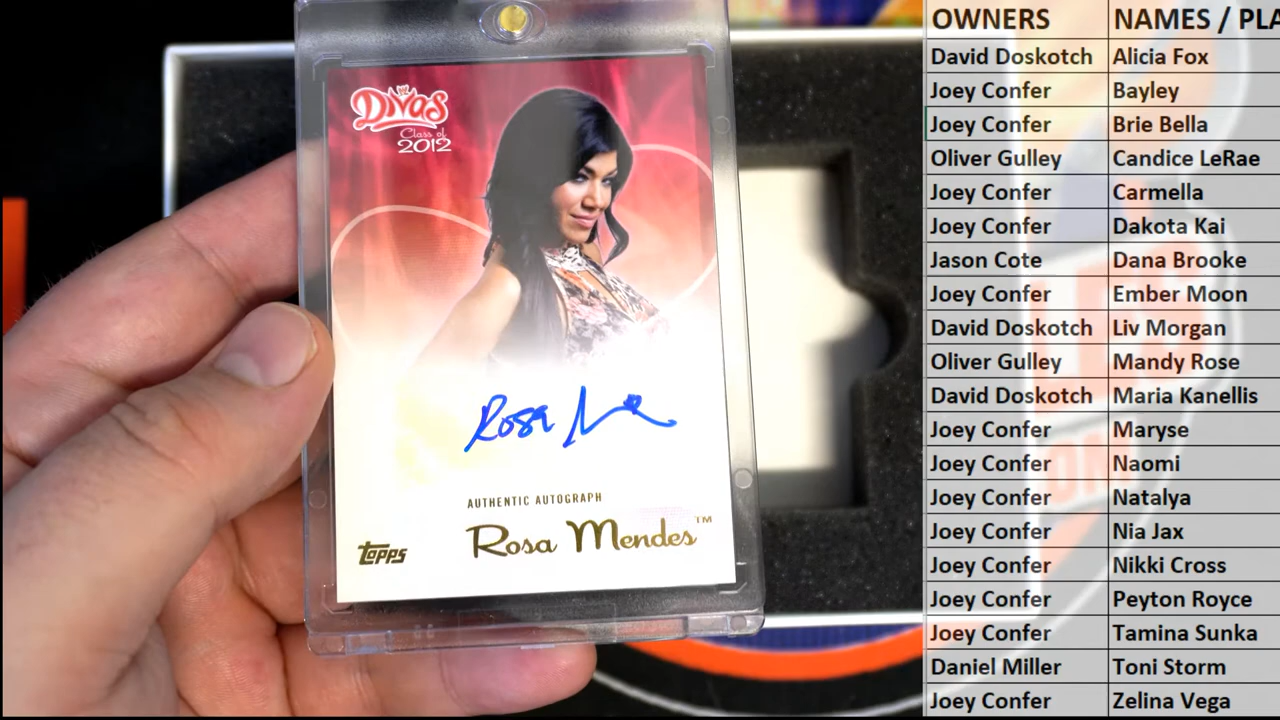 Divas
Class of
2012
Rosa
AUTHENTIC AUTOGRAPH
Rosa Mendes™
TOPPS
OWNERS NAMES / PLA
David Doskotch Alicia Fox
Joey Confer Bayley
Joey Confer Brie Bella
Oliver Gulley Candice LeRae
Joey Confer Carmella
Joey Confer Dakota Kai
Jason Cote Dana Brooke
Joey Confer Ember Moon
David Doskotch Liv Morgan
Oliver Gulley Mandy Rose
David Doskotch Maria Kanellis
Joey Confer Maryse
Joey Confer Naomi
Joey Confer Natalya
Joey Confer Nia Jax
Joey Confer Nikki Cross
Joey Confer Peyton Royce
Joey Confer Tamina Sunka
Daniel Miller Toni Storm
Joey Confer Zelina Vega